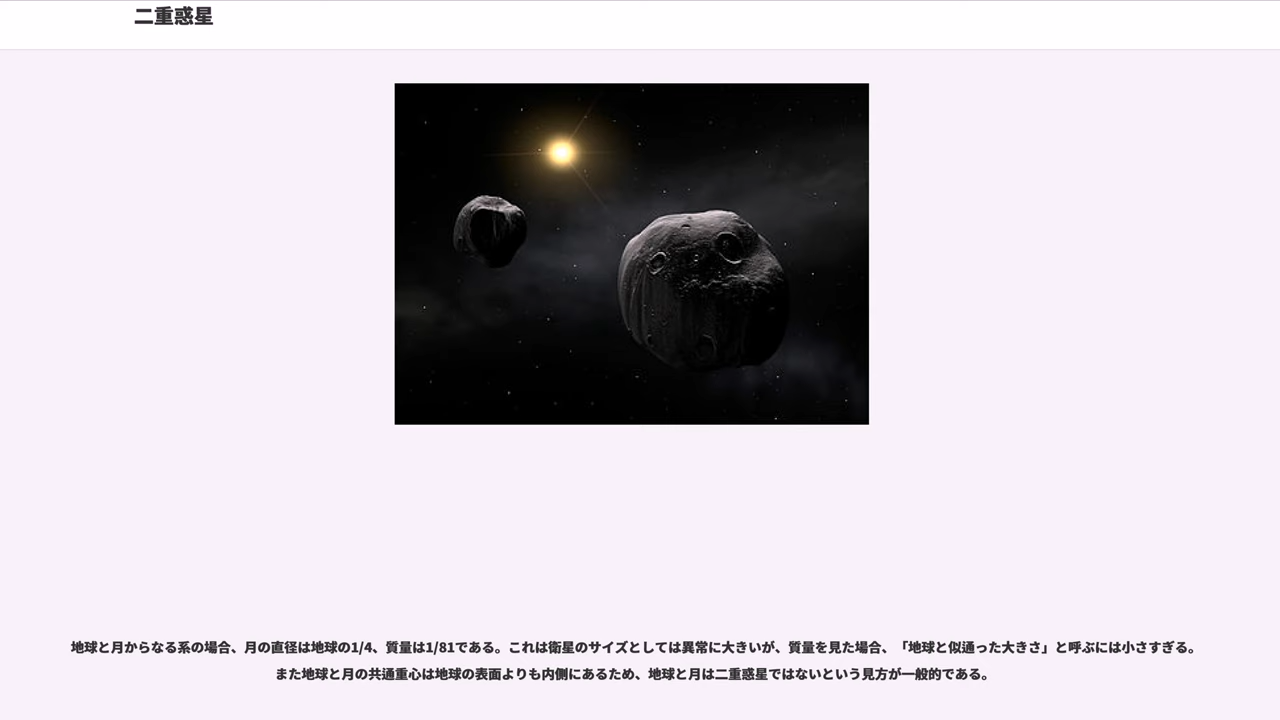 二重惑星
地球と月からなる系の場合、月の直径は地球の1/4、質量は1/81である。これは衛星のサイズとしては異常に大きいが、質量を見た場合、「地球と似通った大きさ」と呼ぶには小さすぎる。
また地球と月の共通重心は地球の表面よりも内側にあるため、地球と月は二重惑星ではないという見方が一般的である。